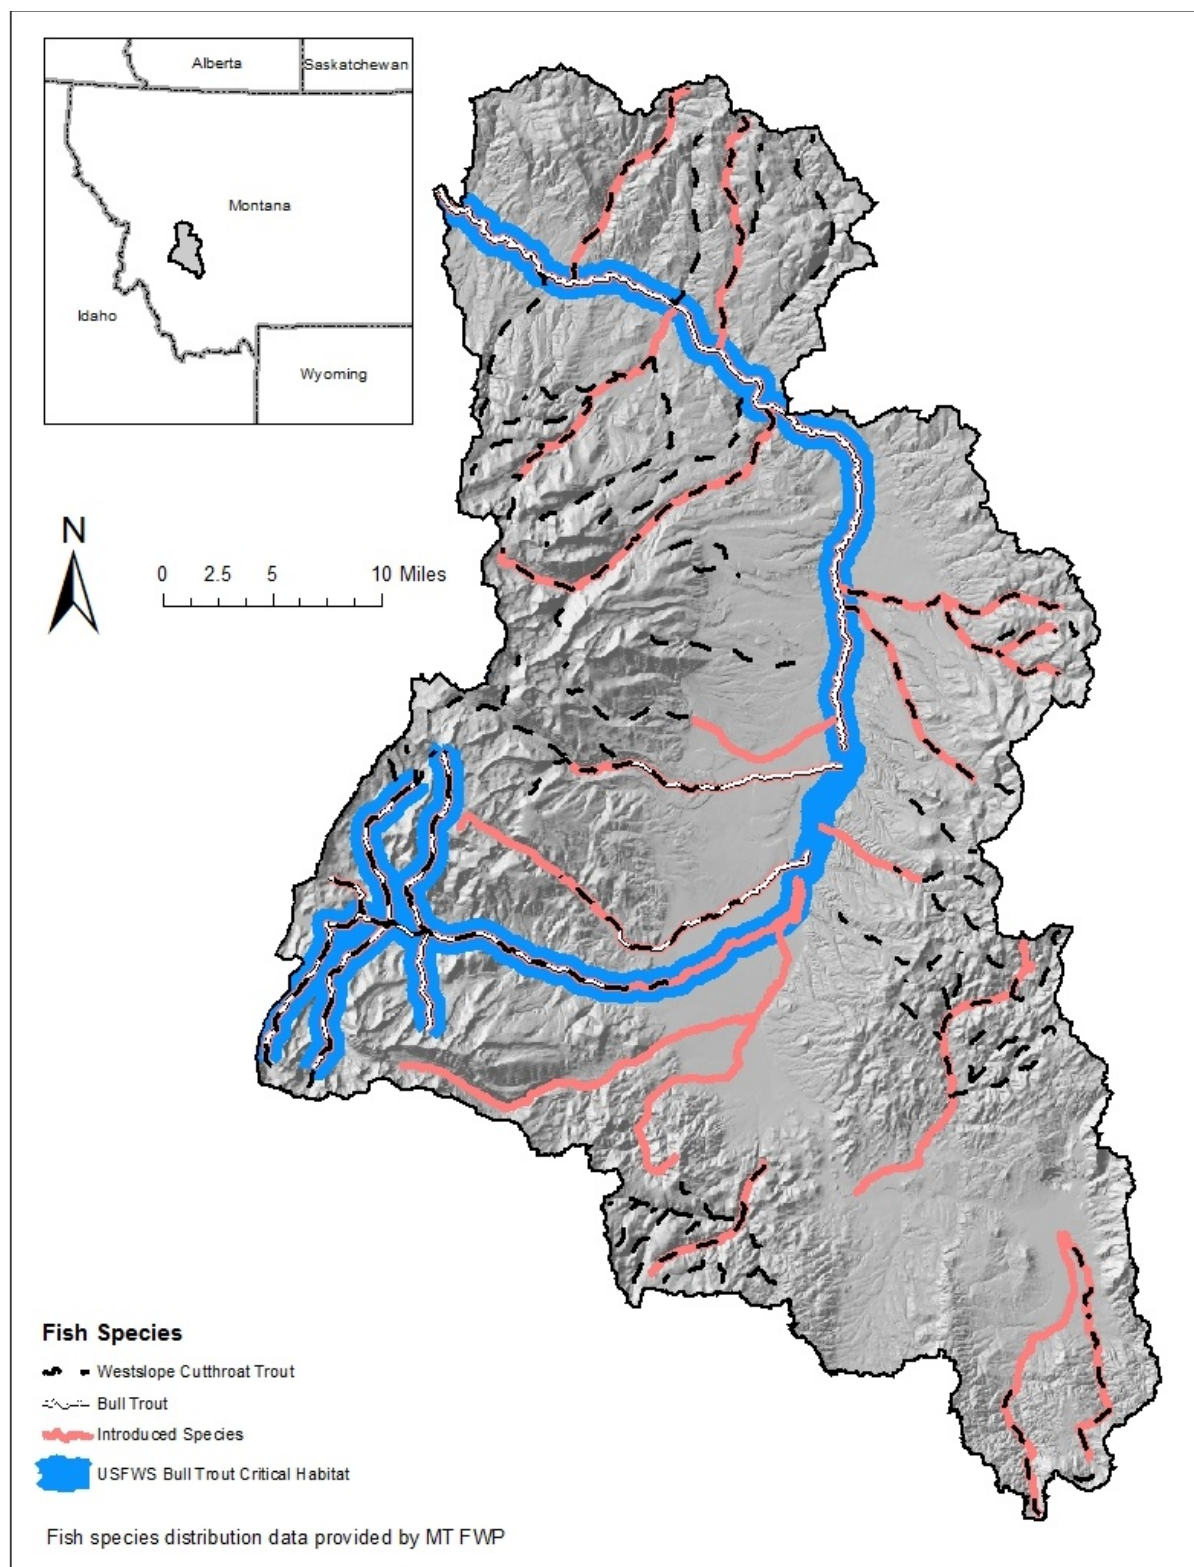 Alberta
Saskatchewan
Montana
Idaho
Wyoming
N
0 2.5 5 10 Miles
Fish Species
Westslope Cutthroat Trout
Bull Trout
Introduced Species
USFWS Bull Trout Critical Habitat
Fish species distribution data provided by MT FWP